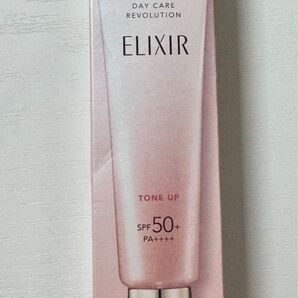 DAY CARE
REVOLUTION
ELIXIR
TONE UP
SPF50+
PA++++